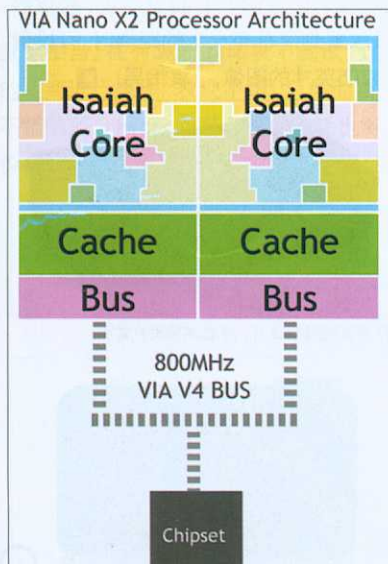 VIA Nano X2 Processor Architecture
Isaiah Core
Isaiah Core
Cache
Cache
Bus
Bus
800MHz
VIA V4 BUS
Chipset